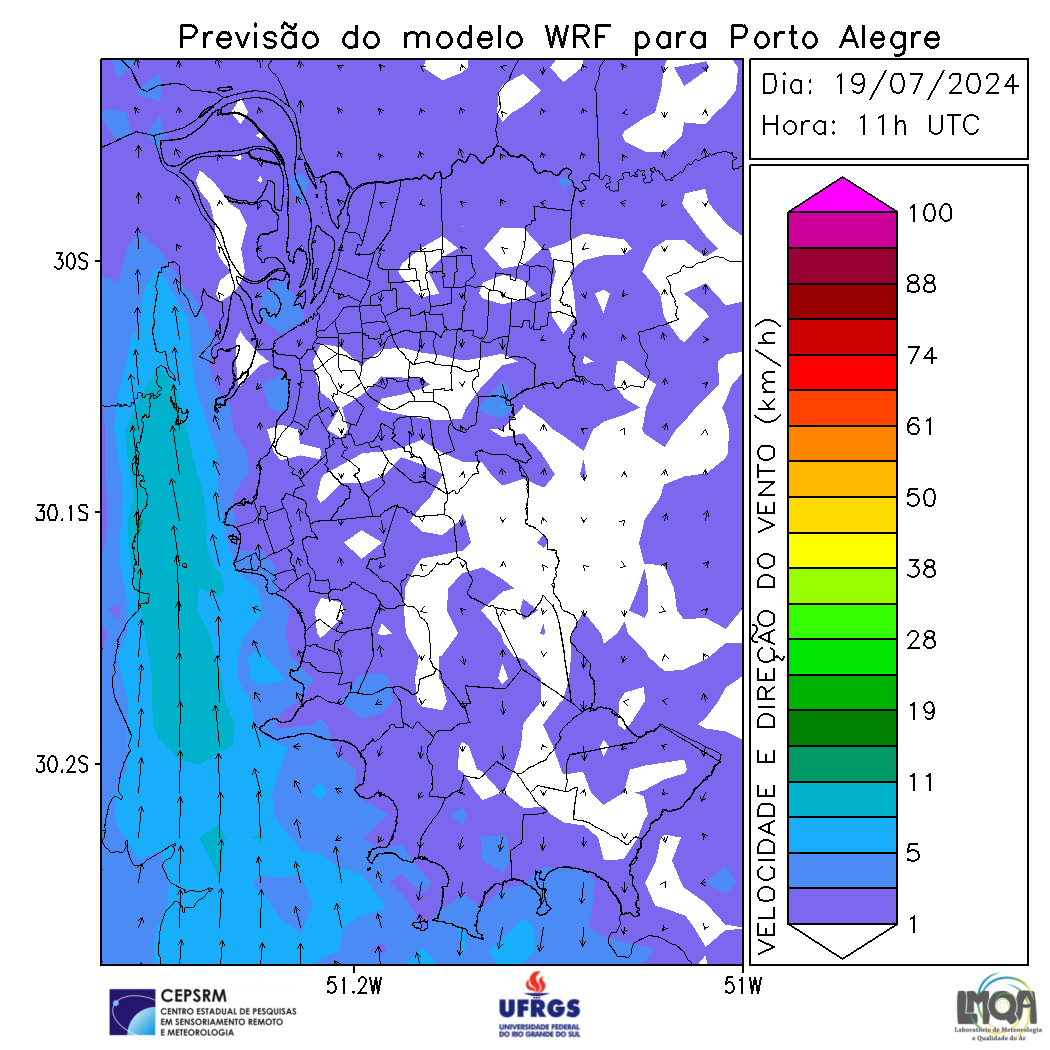 Previsão do modelo WRF para Porto Alegre
Dia: 19/07/2024
Hora: 11h UTC
30S
30.1S
30.2S
51.2W
51W
VELOCIDADE E DIREÇÃO DO VENTO (km/h)
100
88
74
61
50
38
28
19
11
5
1
CEPSRM
CENTRO ESTADUAL DE PESQUISAS
EM SENSORIAMENTO REMOTO
E METEOROLOGIA
UFRGS
UNIVERSIDADE FEDERAL
DO RIO GRANDE DO SUL
LMQA
Laboratório de Meteorologia
e Qualidade do Ar